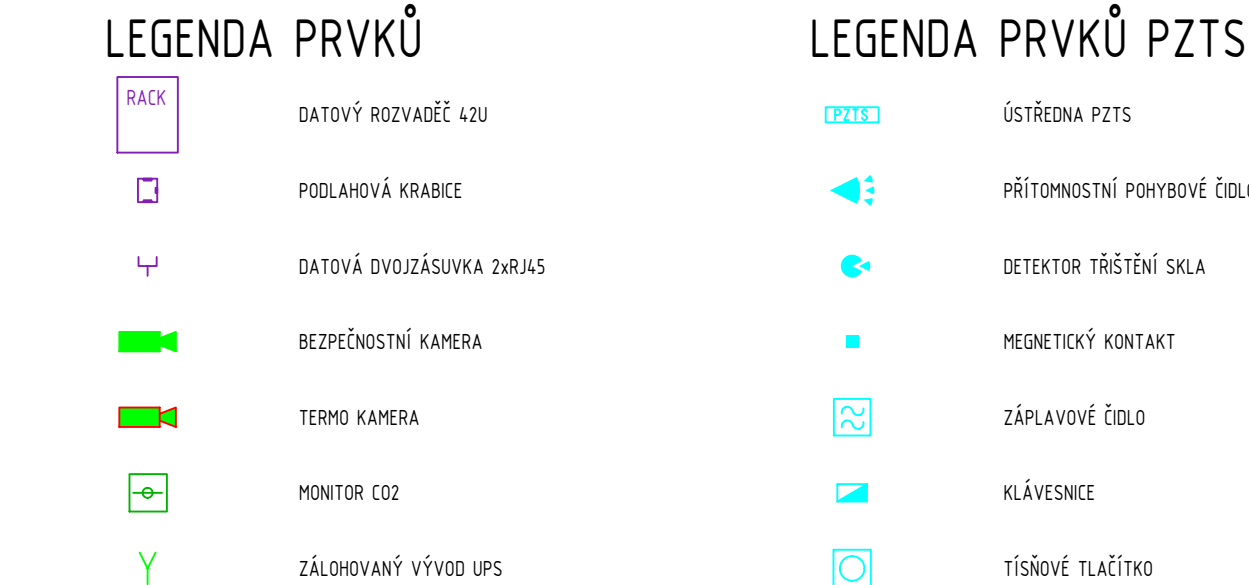 LEGENDA PRVKŮ
RACK
DATOVÝ ROZVADĚČ 42U
PODLAHOVÁ KRABICE
DATOVÁ DVOJZÁSUVKA 2xRJ45
BEZPEČNOSTNÍ KAMERA
TERMO KAMERA
MONITOR CO2
ZÁLOHOVANÝ VÝVOD UPS
LEGENDA PRVKŮ PZTS
PZTS
ÚSTŘEDNA PZTS
PŘÍTOMNOSTNÍ POHYBOVÉ ČIDLO
DETEKTOR TŘIŠTĚNÍ SKLA
MEGNETICKÝ KONTAKT
ZÁPLAVOVÉ ČIDLO
KLÁVESNICE
TÍSŇOVÉ TLAČÍTKO